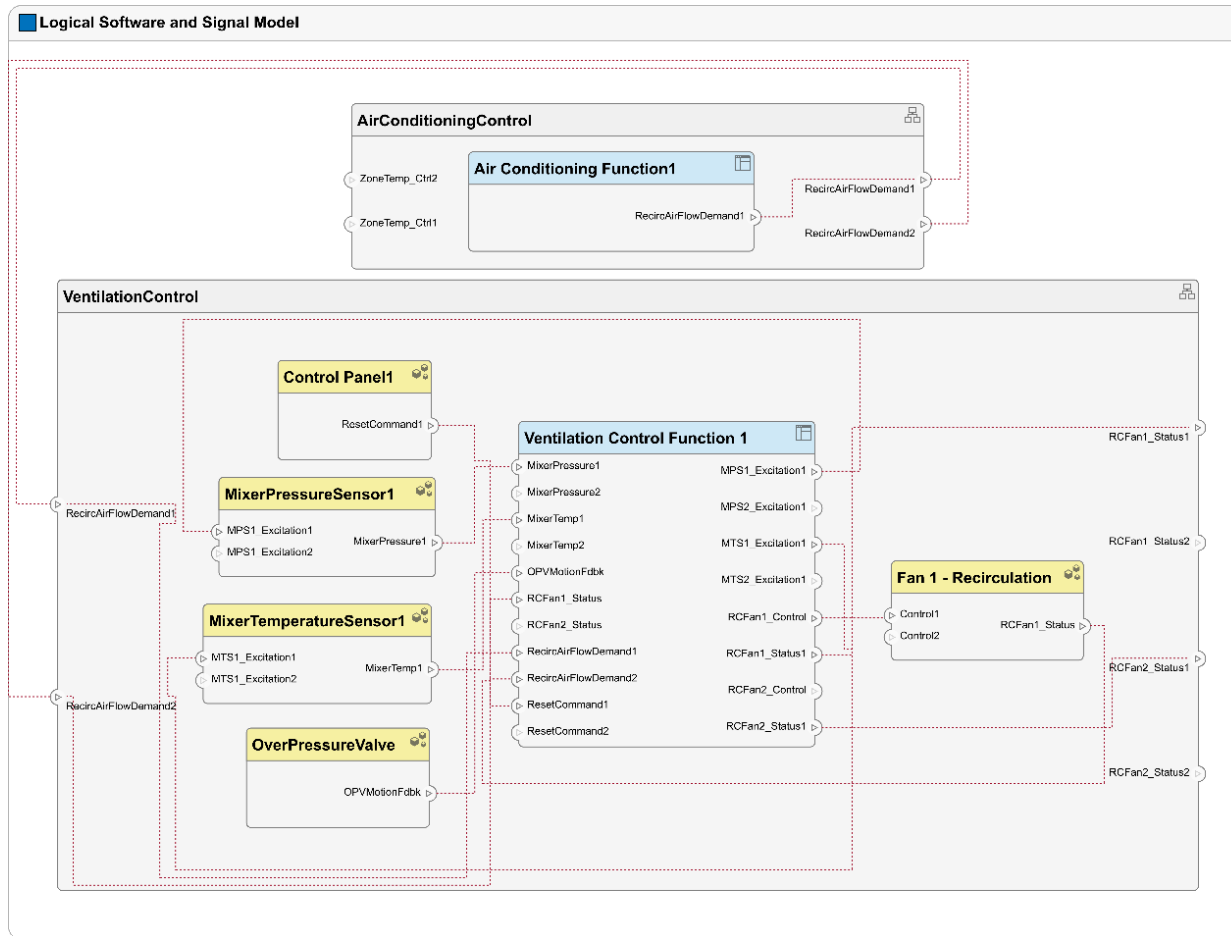 Logical Software and Signal Model
AirConditioningControl
ZoneTemp_Ctrl2
ZoneTemp_Ctrl1
Air Conditioning Function1
RecircAirFlowDemand1
RecircAirFlowDemand1
RecircAirFlowDemand2
VentilationControl
RecircAirFlowDemand1
RecircAirFlowDemand2
Control Panel1
ResetCommand1
MixerPressureSensor1
MPS1_Excitation1
MPS1_Excitation2
MixerPressure1
MixerTemperatureSensor1
MTS1_Excitation1
MTS1_Excitation2
MixerTemp1
OverPressureValve
OPVMotionFdbk
Ventilation Control Function 1
MixerPressure1
MixerPressure2
MixerTemp1
MixerTemp2
OPVMotionFdbk
RCFan1_Status
RCFan2_Status
RecircAirFlowDemand1
RecircAirFlowDemand2
ResetCommand1
ResetCommand2
MPS1_Excitation1
MPS2_Excitation1
MTS1_Excitation1
MTS2_Excitation1
RCFan1_Control
RCFan1_Status1
RCFan2_Control
RCFan2_Status1
Fan 1 - Recirculation
Control1
Control2
RCFan1_Status
RCFan1_Status1
RCFan1_Status2
RCFan2_Status1
RCFan2_Status2